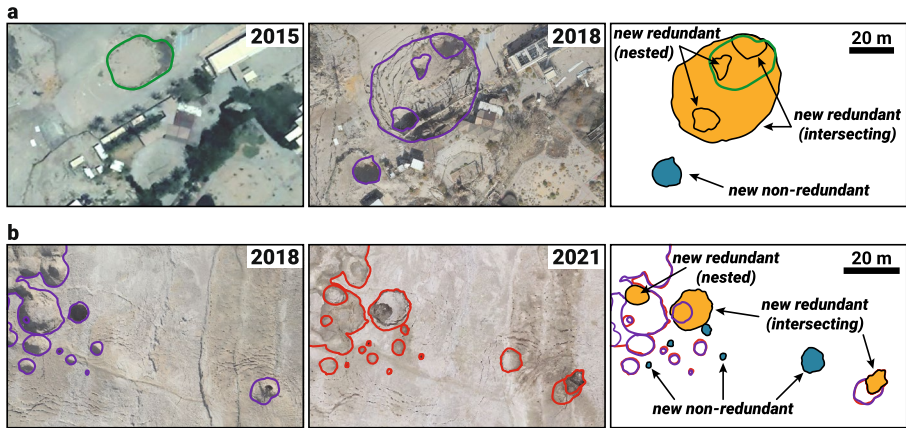 a
2015
2018
new redundant
(nested)
20 m
new redundant
(intersecting)
new non-redundant
b
2018
2021
new redundant
(nested)
20 m
new redundant
(intersecting)
new non-redundant